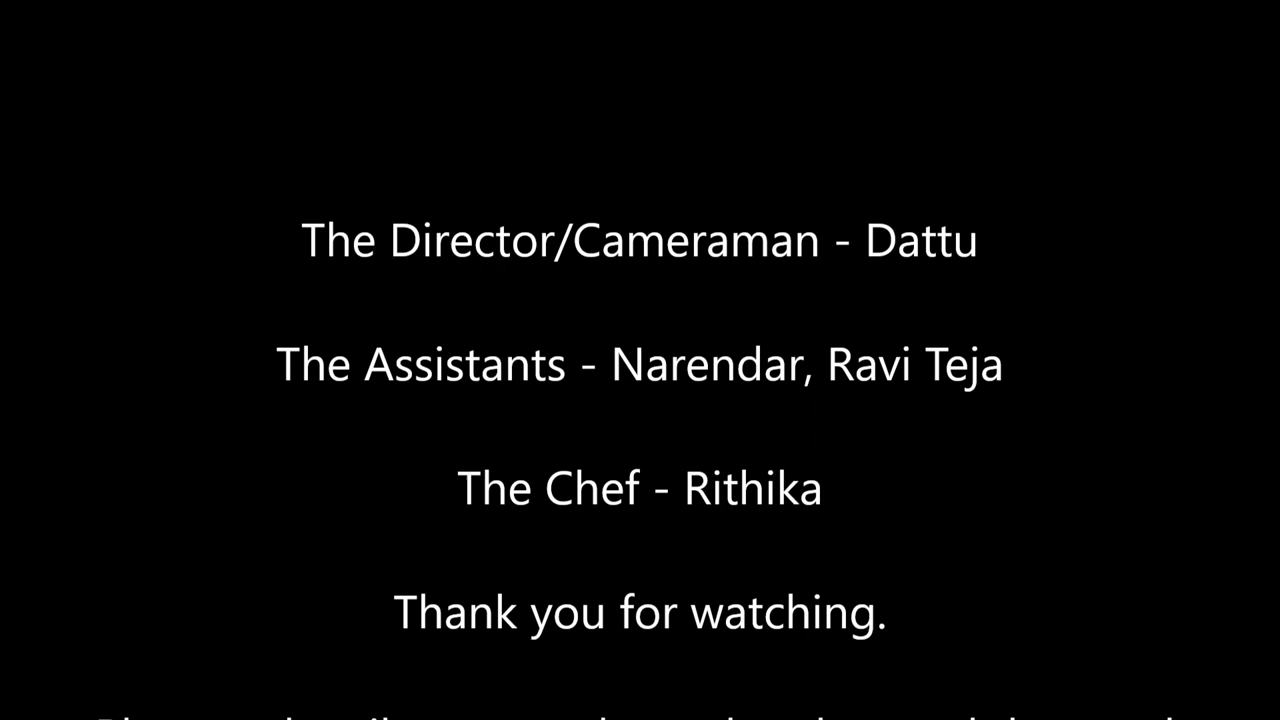 The Director/Cameraman - Dattu
The Assistants - Narendar, Ravi Teja
The Chef - Rithika
Thank you for watching.